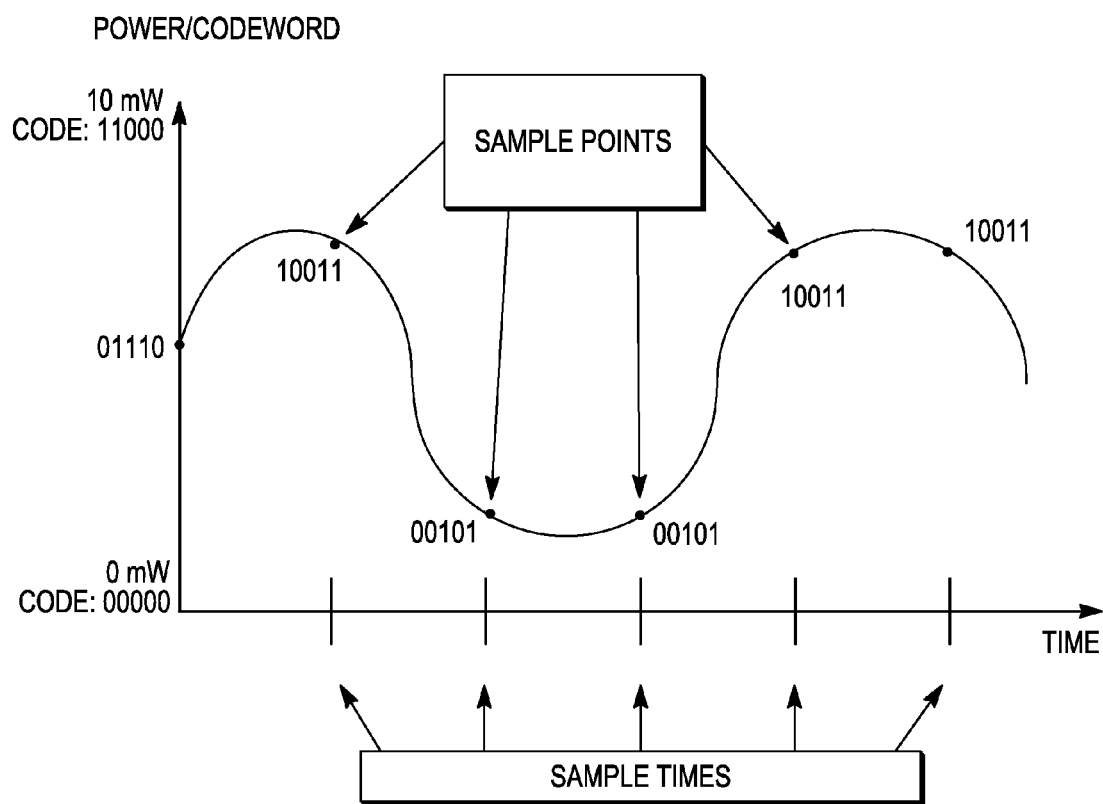 POWER/CODEWORD
10 mW
CODE: 11000
SAMPLE POINTS
10011
10011
10011
01110
00101
00101
0 mW
CODE: 00000
TIME
SAMPLE TIMES